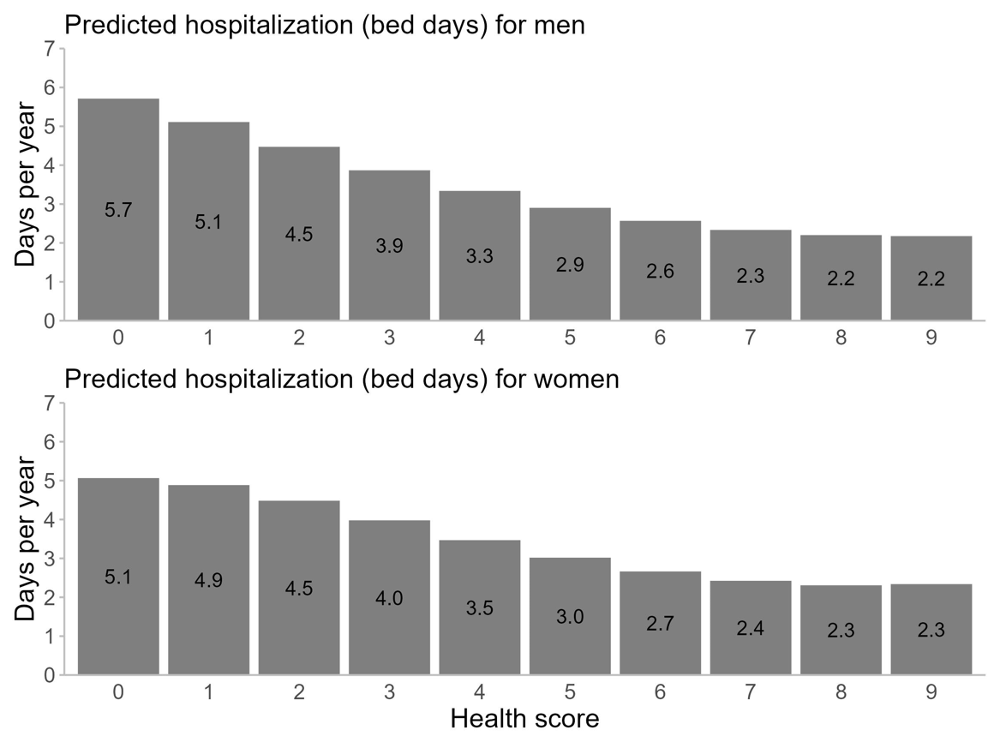 Predicted hospitalization (bed days) for men
Days per year
7
6
5
4
3
2
1
0
5.7 5.1 4.5 3.9 3.3 2.9 2.6 2.3 2.2 2.2
0 1 2 3 4 5 6 7 8 9
Predicted hospitalization (bed days) for women
Days per year
7
6
5
4
3
2
1
0
5.1 4.9 4.5 4.0 3.5 3.0 2.7 2.4 2.3 2.3
0 1 2 3 4 5 6 7 8 9
Health score